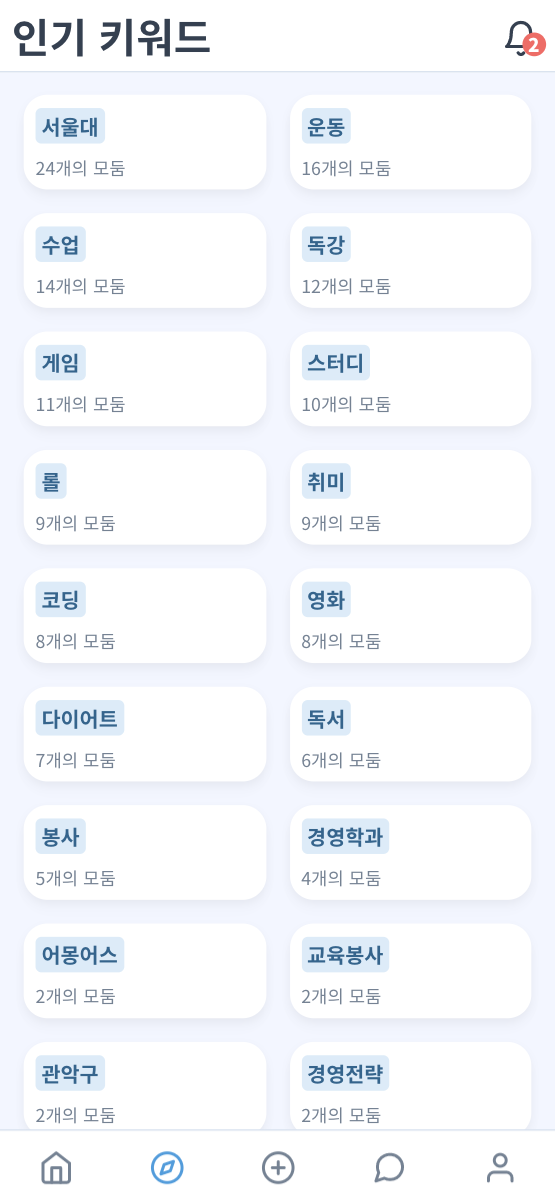 인기 키워드
2
서울대
24개의 모둠
운동
16개의 모둠
수업
14개의 모둠
독강
12개의 모둠
게임
11개의 모둠
스터디
10개의 모둠
롤
9개의 모둠
취미
9개의 모둠
코딩
8개의 모둠
영화
8개의 모둠
다이어트
7개의 모둠
독서
6개의 모둠
봉사
5개의 모둠
경영학과
4개의 모둠
어몽어스
2개의 모둠
교육봉사
2개의 모둠
관악구
2개의 모둠
경영전략
2개의 모둠